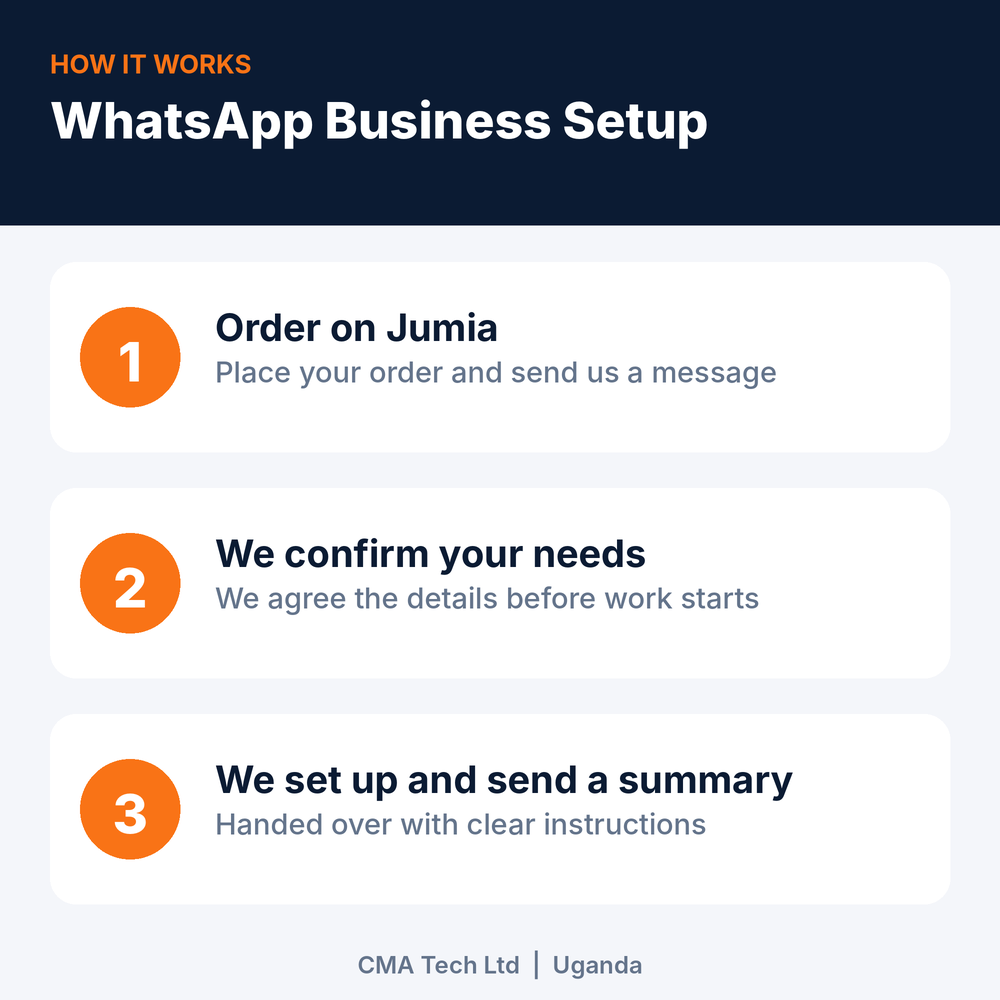 HOW IT WORKS
WhatsApp Business Setup
1
Order on Jumia
Place your order and send us a message
2
We confirm your needs
We agree the details before work starts
3
We set up and send a summary
Handed over with clear instructions
CMA Tech Ltd | Uganda